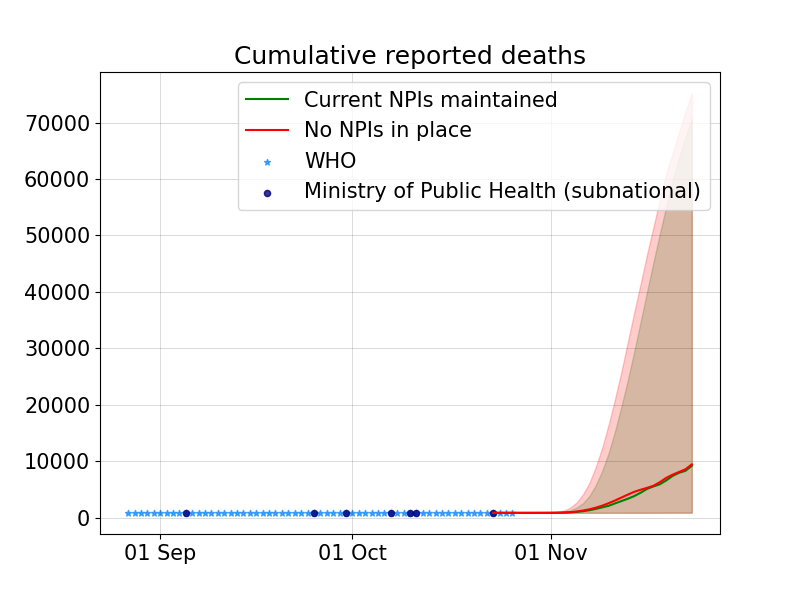 Cumulative reported deaths
Current NPIs maintained
No NPIs in place
WHO
Ministry of Public Health (subnational)
70000
60000
50000
40000
30000
20000
10000
0
01 Sep
01 Oct
01 Nov